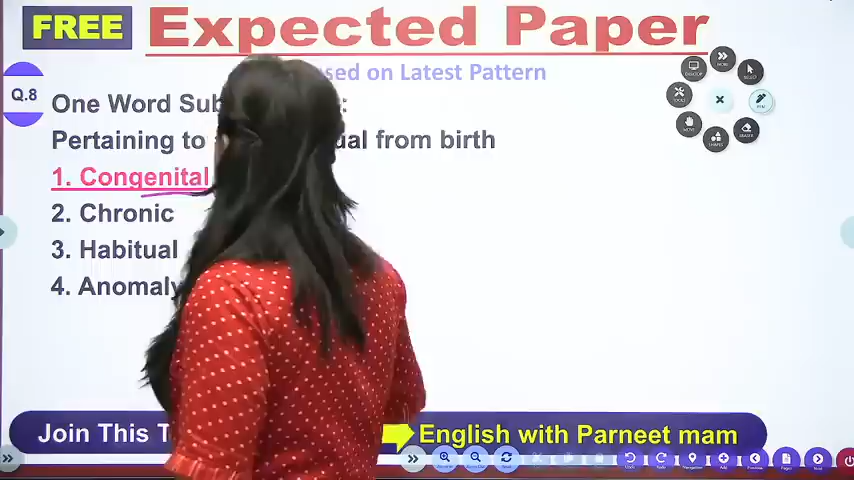 FREE Expected Paper
sed on Latest Pattern
Q.8 One Word Sub :
Pertaining to ual from birth
1. Congenital
2. Chronic
3. Habitual
4. Anomaly
Join This T English with Parneet mam